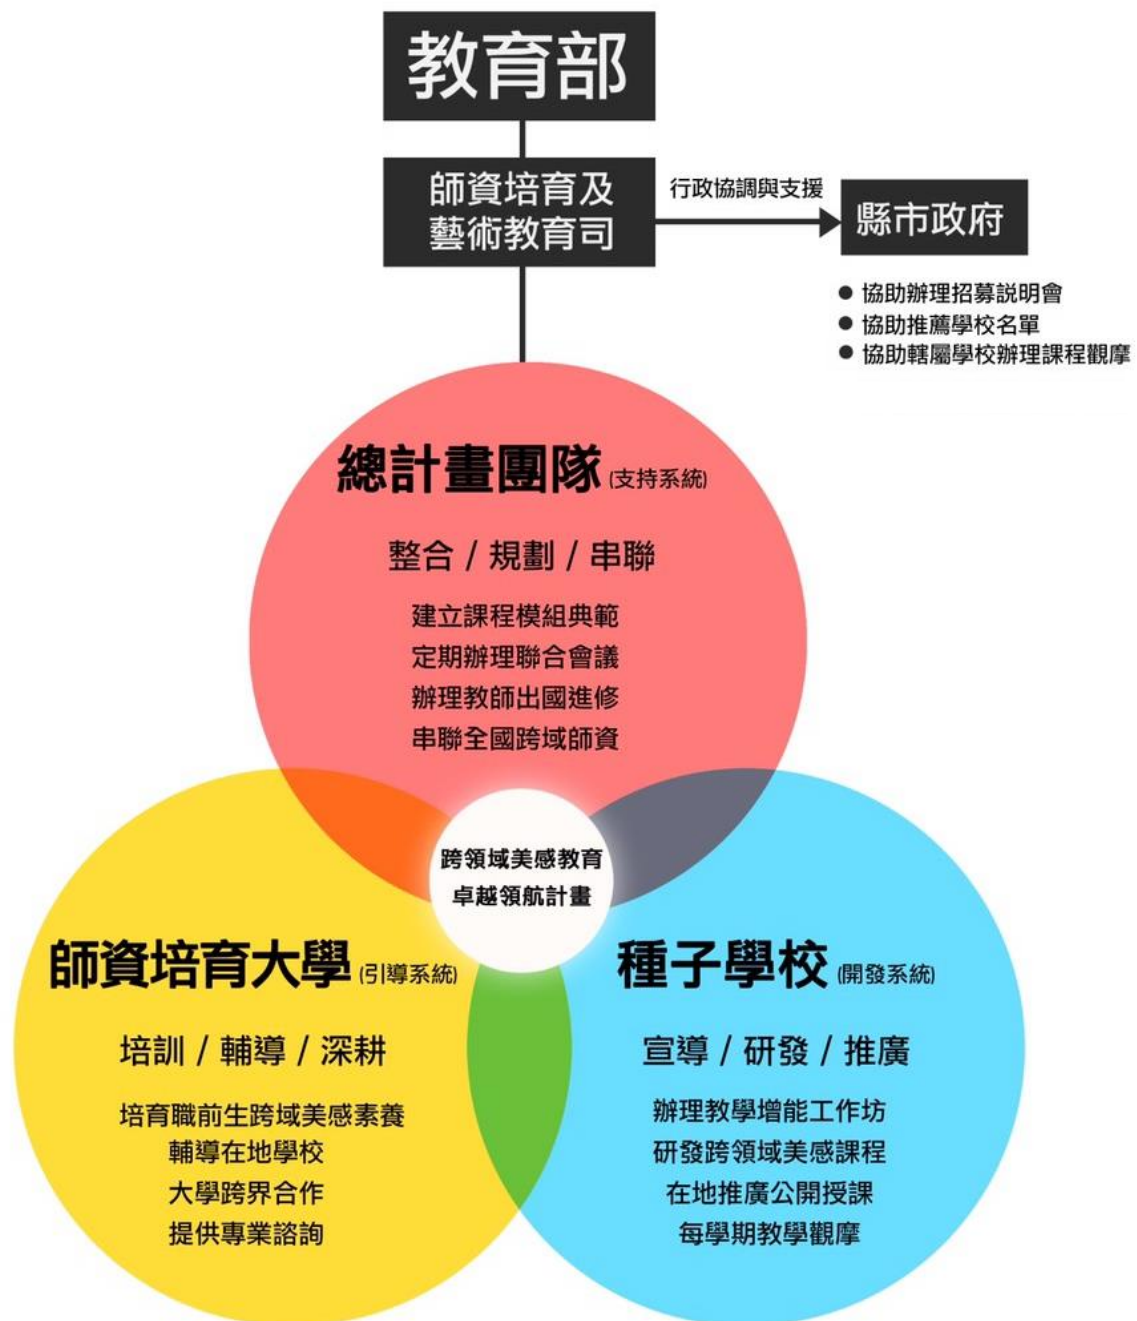 教育部
師資培育及
藝術教育司
行政協調與支援
縣市政府
● 協助辦理招募說明會
● 協助推薦學校名單
● 協助轄屬學校辦理課程觀摩
總計畫團隊 (支持系統)
整合 / 規劃 / 串聯
建立課程模組典範
定期辦理聯合會議
辦理教師出國進修
串聯全國跨域師資
跨領域美感教育
卓越領航計畫
師資培育大學 (引導系統)
培訓 / 輔導 / 深耕
培育職前生跨域美感素養
輔導在地學校
大學跨界合作
提供專業諮詢
種子學校 (開發系統)
宣導 / 研發 / 推廣
辦理教學增能工作坊
研發跨領域美感課程
在地推廣公開授課
每學期教學觀摩